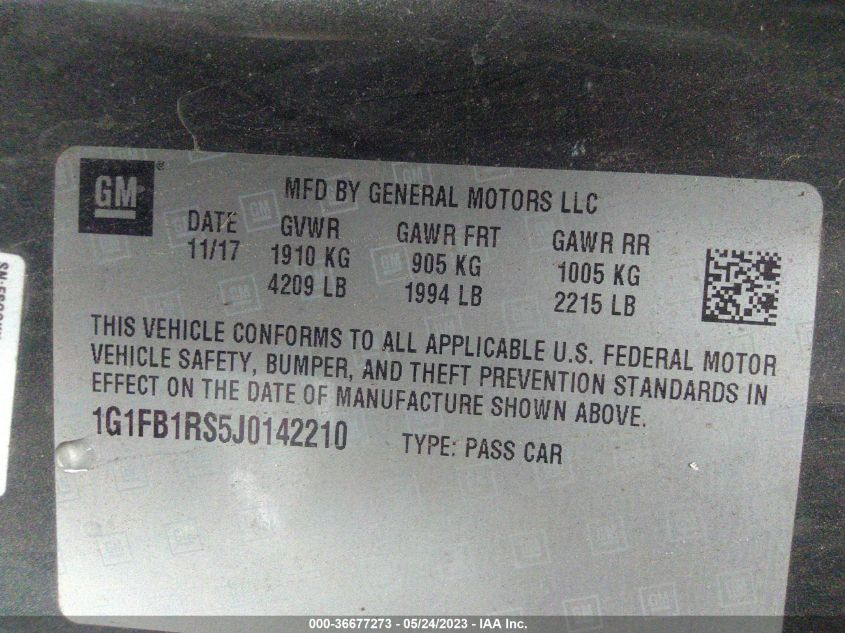 GM ®
MFD BY GENERAL MOTORS LLC
DATE GVWR GAWR FRT GAWR RR
11/17 1910 KG 905 KG 1005 KG
4209 LB 1994 LB 2215 LB
THIS VEHICLE CONFORMS TO ALL APPLICABLE U.S. FEDERAL MOTOR
VEHICLE SAFETY, BUMPER, AND THEFT PREVENTION STANDARDS IN
EFFECT ON THE DATE OF MANUFACTURE SHOWN ABOVE.
1G1FB1RS5J0142210 TYPE: PASS CAR
000-36677273 - 05/24/2023 - IAA Inc.